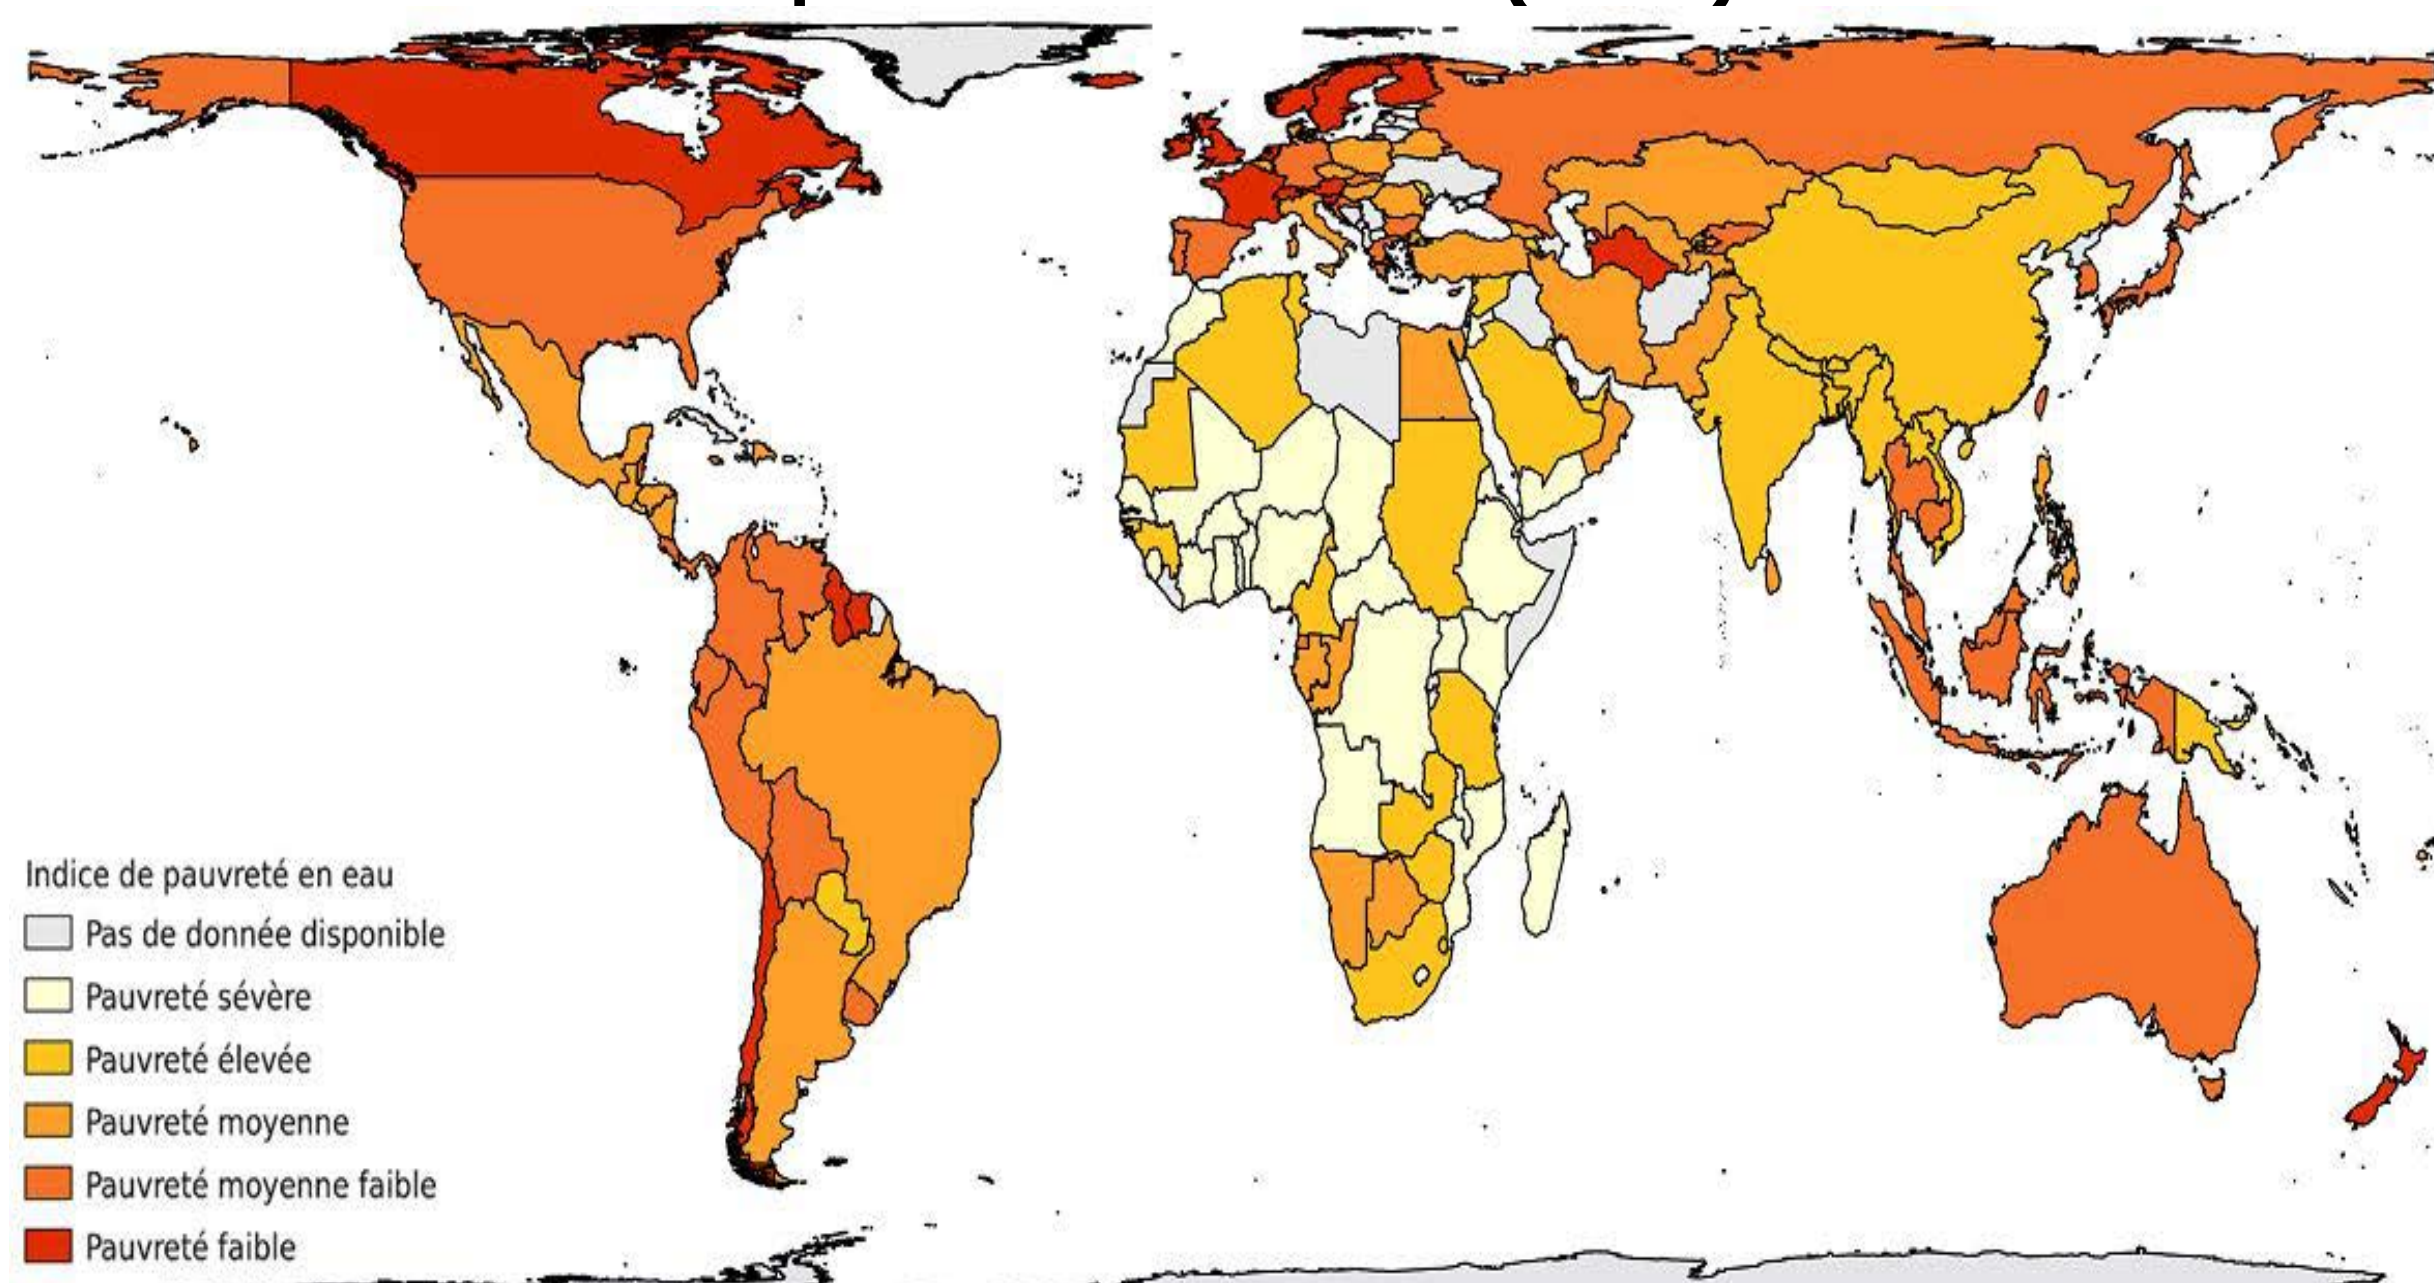 Indice de pauvreté en eau
Pas de donnée disponible
Pauvreté sévère
Pauvreté élevée
Pauvreté moyenne
Pauvreté moyenne faible
Pauvreté faible